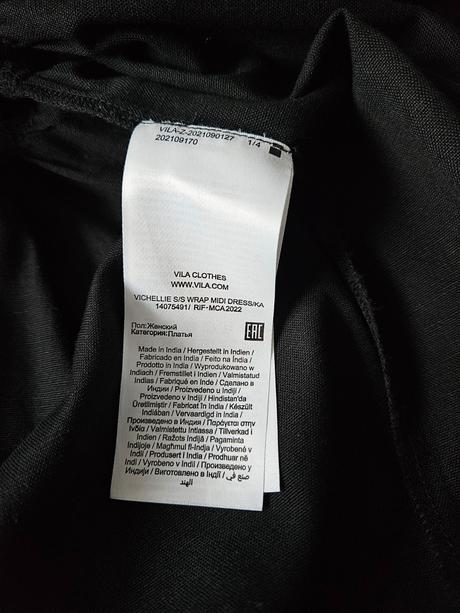 VILA-Z-2021090127 1/4
202109170
VILA CLOTHES
WWW.VILA.COM
VICHELLIE S/S WRAP MIDI DRESS/KA
14075491/ RIF-MCA2022
EAC
Пол:Женский
Категория:Платья
Made in India / Hergestellt in Indien /
Fabricado en India / Feito na Índia /
Prodotto in India / Wyprodukowano w
Indiach / Fremstillet i Indien / Valmistatud
Indias / Fabriqué en Inde / Сделано в
Индии / Proizvedeno u Indiji /
Proizvedeno v Indiji / Hindistan'da
Üretilmiştir / Fabricat în India / Készült
Indiában / Vervaardigd in India /
Произведено в Индия / Παράγεται στην
Ινδία / Valmistettu Intiassa / Tillverkad i
Indien / Ražots Indijā / Pagaminta
Indijoje / Magħmul fl-Indja / Vyrobené v
Indii / Produsert i India / Proizvedeno u
Indiji / Vyrobeno v Indii / Произведено у
Индији / Виготовлено в Індії / صنع في
الهند